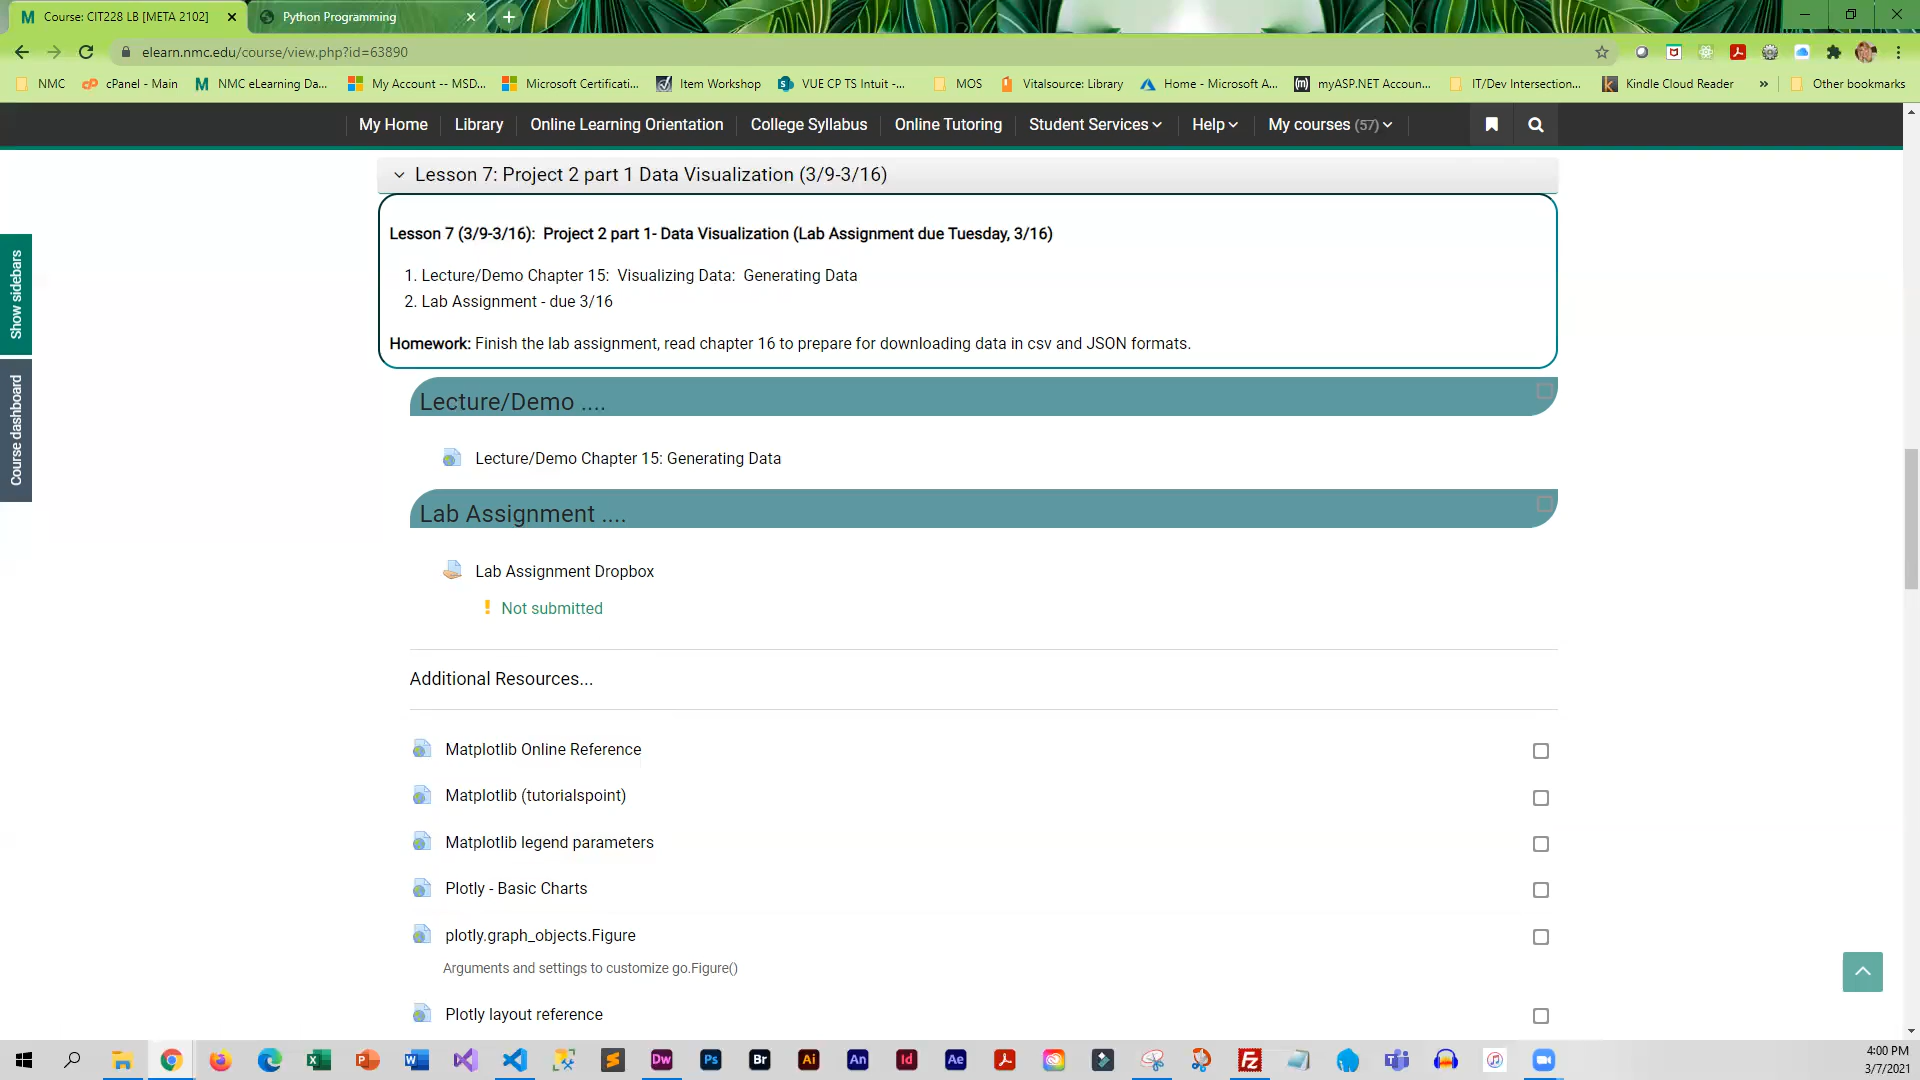 Course: CIT228 LB [META 2102]
Python Programming
elearn.nmc.edu/course/view.php?id=63890
NMC
cPanel - Main
NMC eLearning Da...
My Account -- MSD...
Microsoft Certificati...
Item Workshop
VUE CP TS Intuit -...
MOS
Vitalsource: Library
Home - Microsoft A...
myASP.NET Accoun...
IT/Dev Intersection...
Kindle Cloud Reader
»
Other bookmarks
My Home
Library
Online Learning Orientation
College Syllabus
Online Tutoring
Student Services
Help
My courses (57)
Show sidebars
Course dashboard
Lesson 7: Project 2 part 1 Data Visualization (3/9-3/16)
Lesson 7 (3/9-3/16): Project 2 part 1- Data Visualization (Lab Assignment due Tuesday, 3/16)
1. Lecture/Demo Chapter 15: Visualizing Data: Generating Data
2. Lab Assignment - due 3/16
Homework: Finish the lab assignment, read chapter 16 to prepare for downloading data in csv and JSON formats.
Lecture/Demo ....
Lecture/Demo Chapter 15: Generating Data
Lab Assignment ....
Lab Assignment Dropbox
! Not submitted
Additional Resources...
Matplotlib Online Reference
Matplotlib (tutorialspoint)
Matplotlib legend parameters
Plotly - Basic Charts
plotly.graph_objects.Figure
Arguments and settings to customize go.Figure()
Plotly layout reference
Dw
Ps
Br
Ai
An
Id
Ae
4:00 PM
3/7/2021